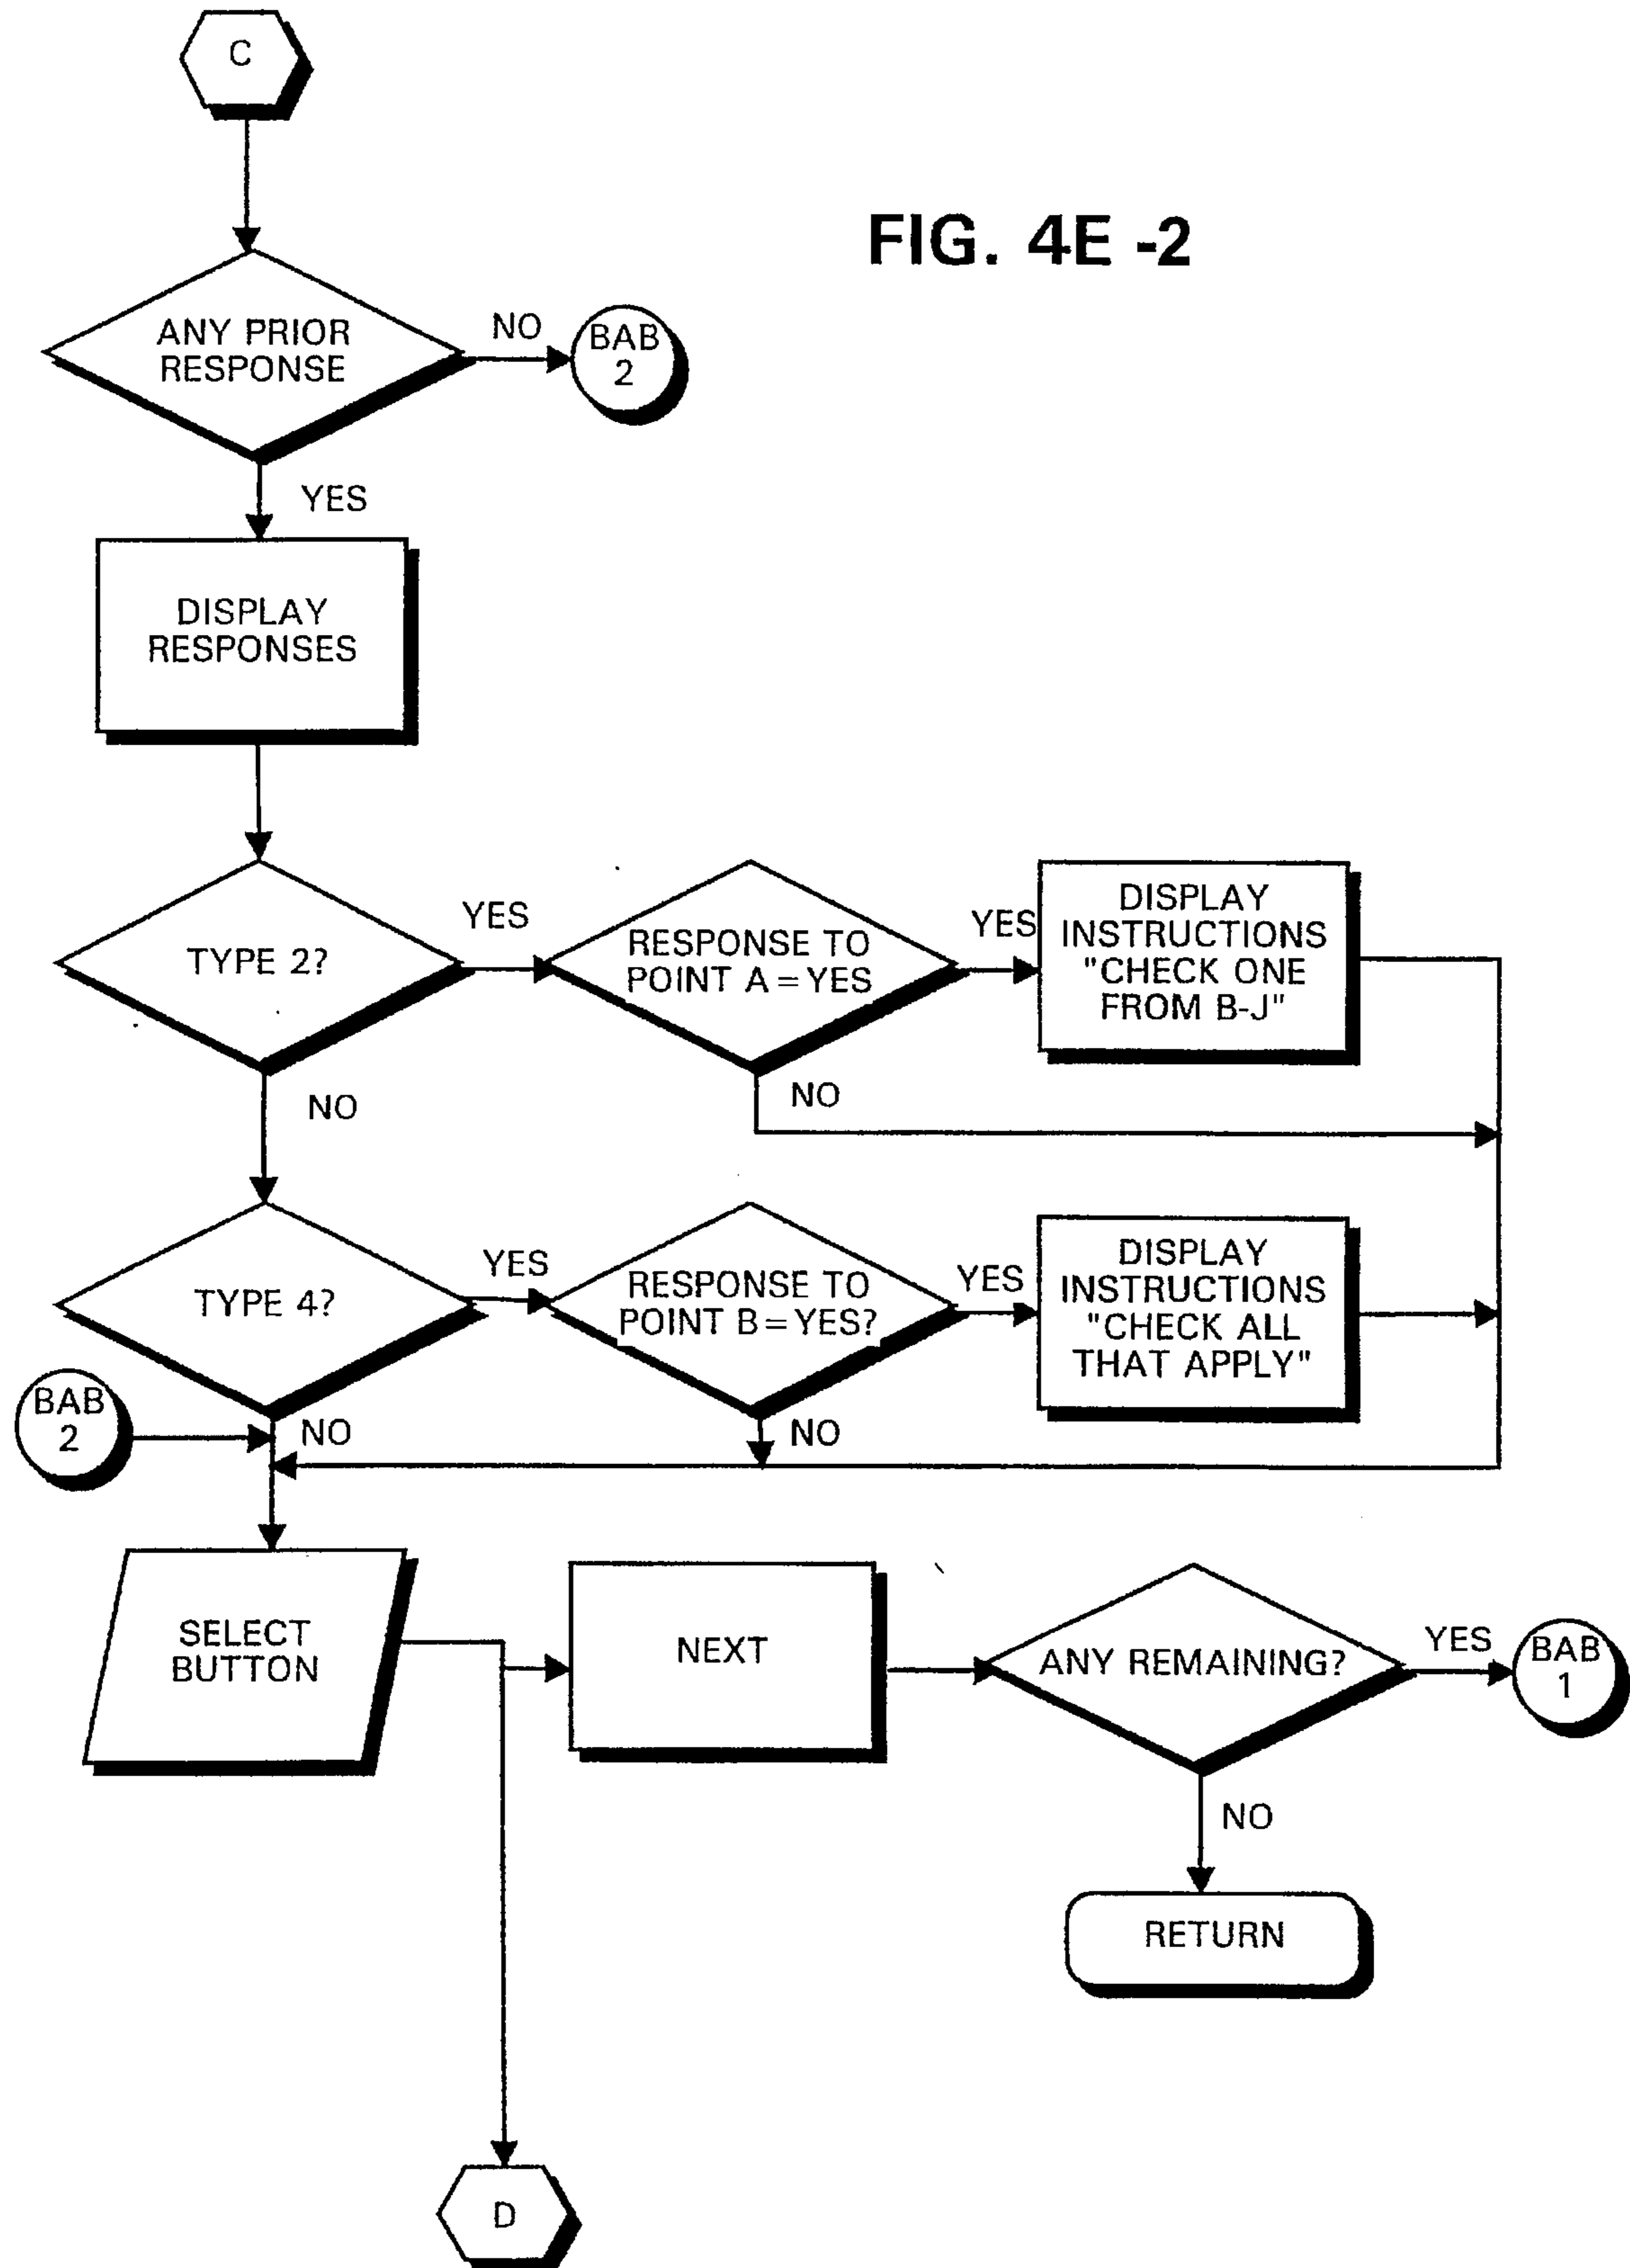 C
FIG. 4E -2
ANY PRIOR
RESPONSE
NO
BAB
2
YES
DISPLAY
RESPONSES
TYPE 2?
YES
RESPONSE TO
POINT A = YES
YES
DISPLAY
INSTRUCTIONS
"CHECK ONE
FROM B-J"
NO
NO
TYPE 4?
YES
RESPONSE TO
POINT B = YES?
YES
DISPLAY
INSTRUCTIONS
"CHECK ALL
THAT APPLY"
BAB
2
NO
NO
SELECT
BUTTON
NEXT
ANY REMAINING?
YES
BAB
1
NO
RETURN
D